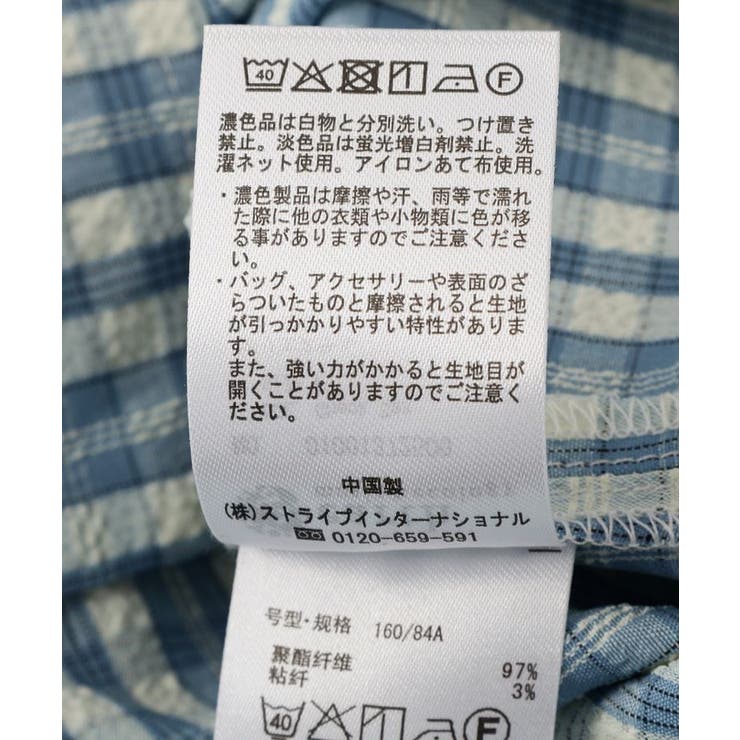 40 F
濃色品は白物と分別洗い。つけ置き
禁止。淡色品は蛍光増白剤禁止。洗
濯ネット使用。アイロンあて布使用。
・濃色製品は摩擦や汗、雨等で濡れ
た際に他の衣類や小物類に色が移
る事がありますのでご注意くださ
い。
・バッグ、アクセサリーや表面のざ
らついたものと摩擦されると生地
が引っかかりやすい特性がありま
す。
また、強い力がかかると生地目が
開くことがありますのでご注意く
ださい。
中国製
(株)ストライプインターナショナル
0120-659-591
号型·规格 160/84A
聚酯纤维 97%
粘纤 3%
40 F